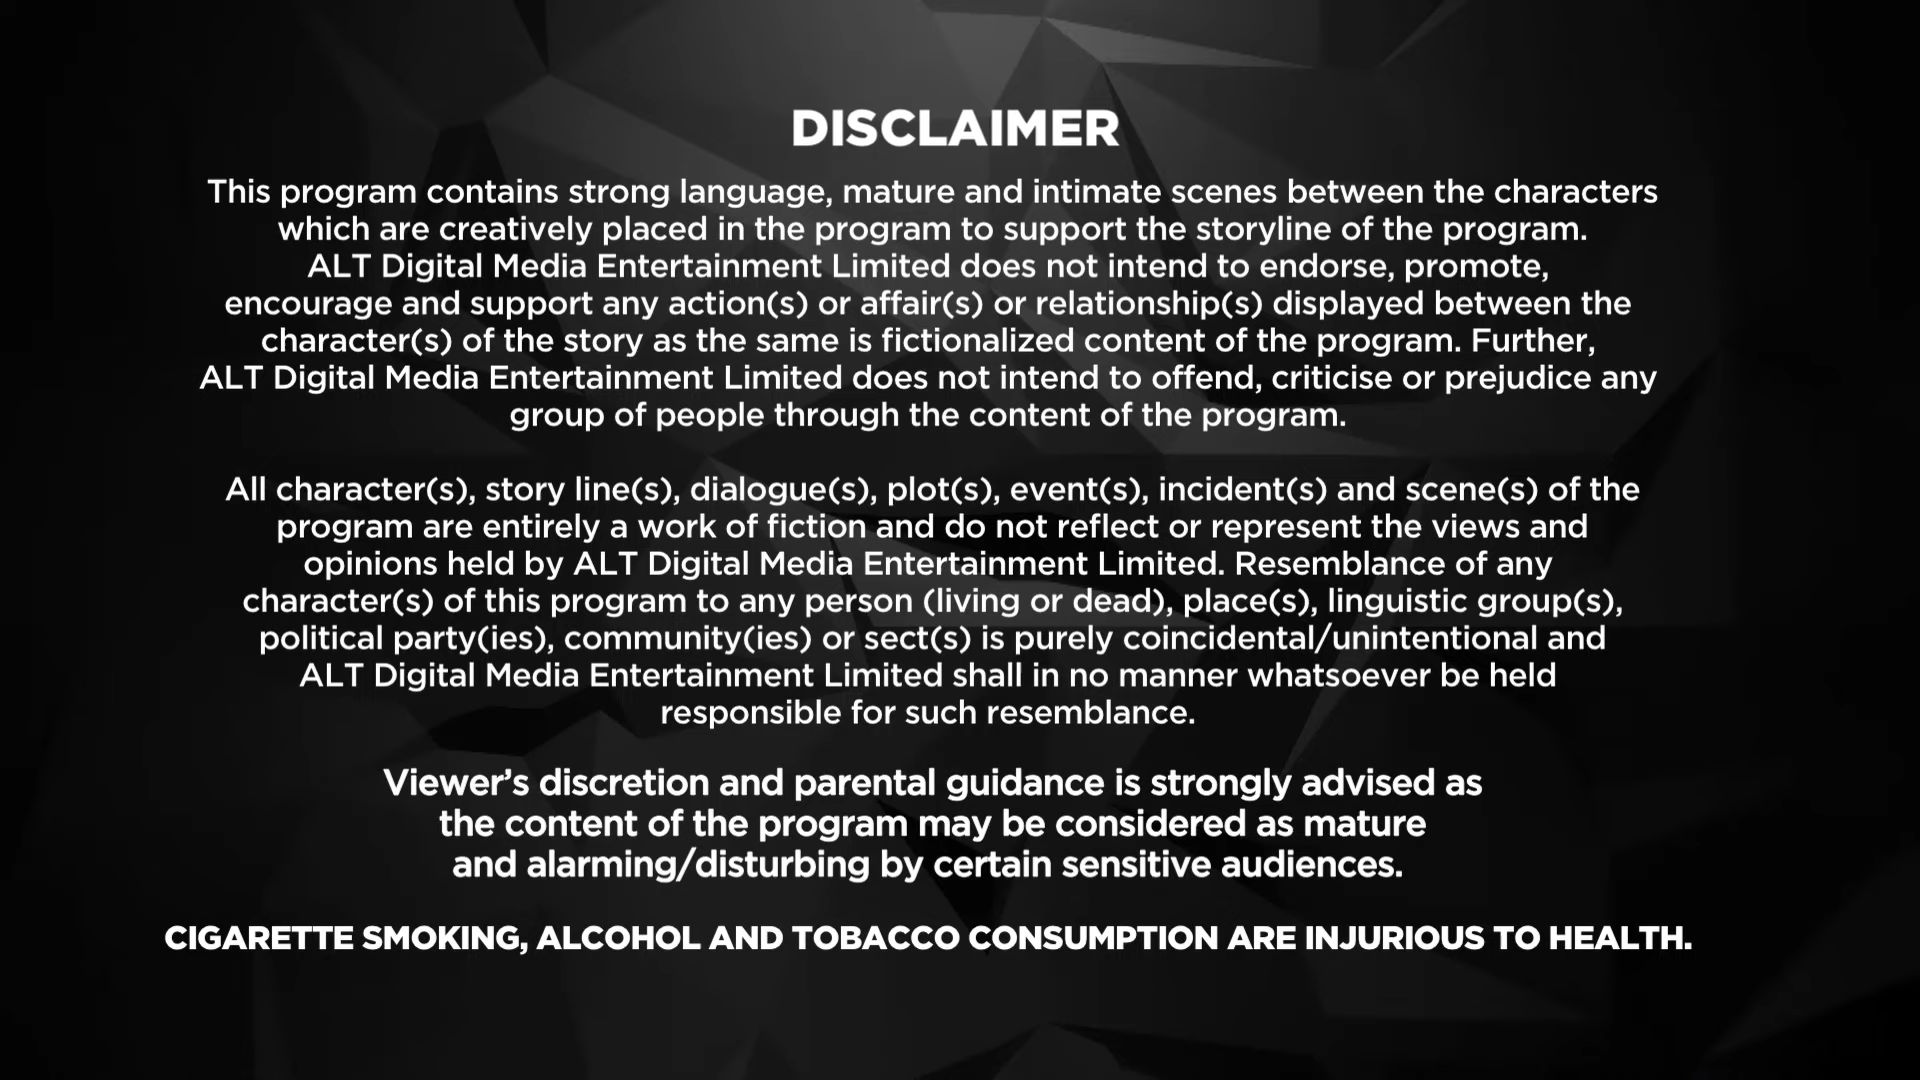 DISCLAIMER
This program contains strong language, mature and intimate scenes between the characters
which are creatively placed in the program to support the storyline of the program.
ALT Digital Media Entertainment Limited does not intend to endorse, promote,
encourage and support any action(s) or affair(s) or relationship(s) displayed between the
character(s) of the story as the same is fictionalized content of the program. Further,
ALT Digital Media Entertainment Limited does not intend to offend, criticise or prejudice any
group of people through the content of the program.
All character(s), story line(s), dialogue(s), plot(s), event(s), incident(s) and scene(s) of the
program are entirely a work of fiction and do not reflect or represent the views and
opinions held by ALT Digital Media Entertainment Limited. Resemblance of any
character(s) of this program to any person (living or dead), place(s), linguistic group(s),
political party(ies), community(ies) or sect(s) is purely coincidental/unintentional and
ALT Digital Media Entertainment Limited shall in no manner whatsoever be held
responsible for such resemblance.
Viewer's discretion and parental guidance is strongly advised as
the content of the program may be considered as mature
and alarming/disturbing by certain sensitive audiences.
CIGARETTE SMOKING, ALCOHOL AND TOBACCO CONSUMPTION ARE INJURIOUS TO HEALTH.